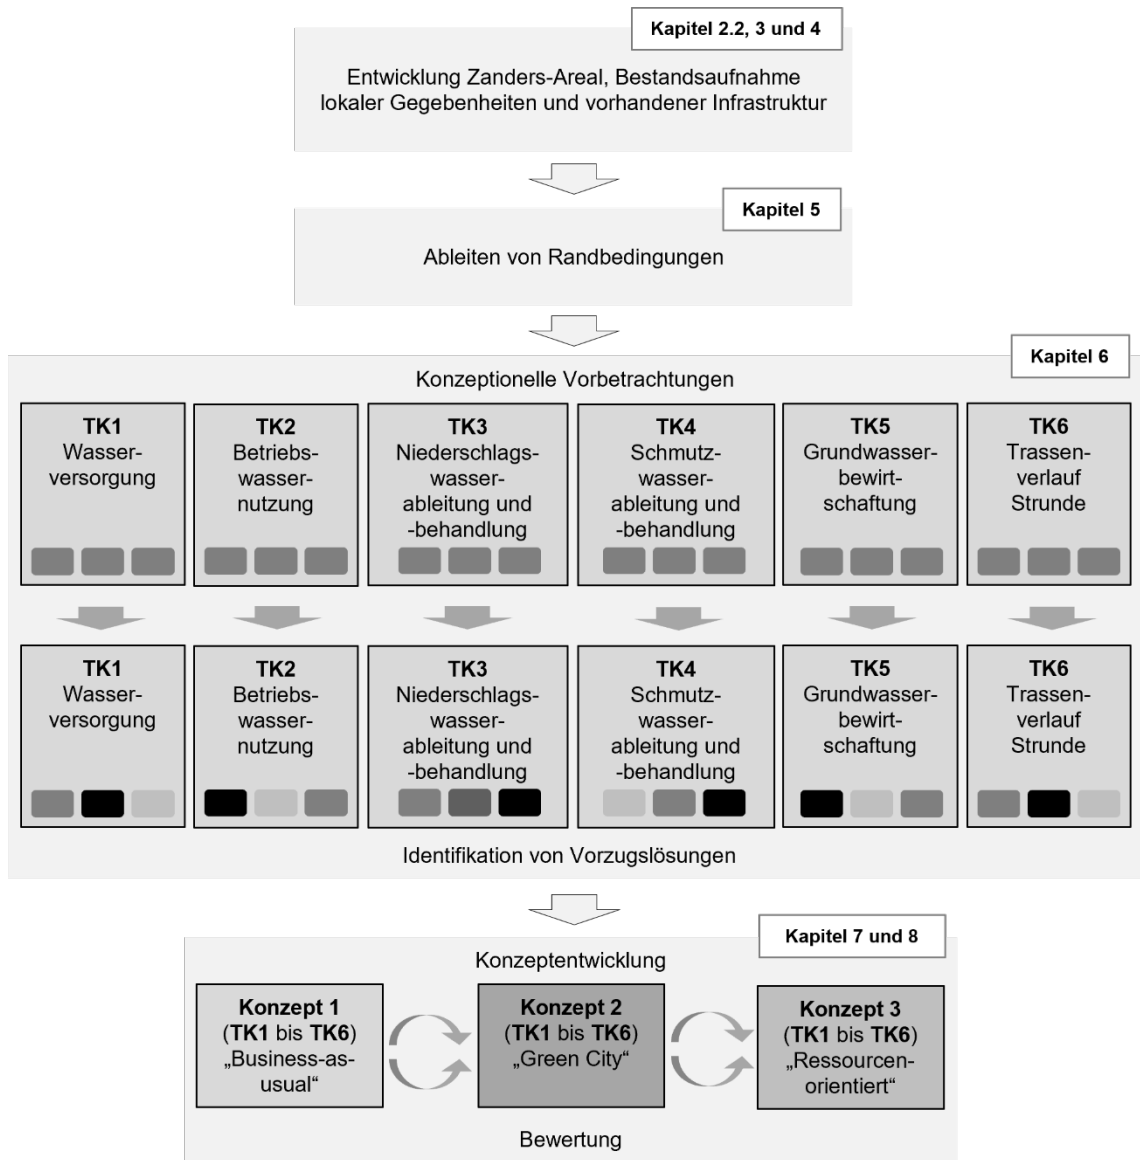 Kapitel 2.2, 3 und 4
Entwicklung Zanders-Areal, Bestandsaufnahme
lokaler Gegebenheiten und vorhandener Infrastruktur
Kapitel 5
Ableiten von Randbedingungen
Kapitel 6
Konzeptionelle Vorbetrachtungen
TK1
Wasser-
versorgung
TK2
Betriebs-
wasser-
nutzung
TK3
Niederschlags-
wasser-
ableitung und
-behandlung
TK4
Schmutz-
wasser-
ableitung und
-behandlung
TK5
Grundwasser-
bewirt-
schaftung
TK6
Trassen-
verlauf
Strunde
TK1
Wasser-
versorgung
TK2
Betriebs-
wasser-
nutzung
TK3
Niederschlags-
wasser-
ableitung und
-behandlung
TK4
Schmutz-
wasser-
ableitung und
-behandlung
TK5
Grundwasser-
bewirt-
schaftung
TK6
Trassen-
verlauf
Strunde
Identifikation von Vorzugslösungen
Kapitel 7 und 8
Konzeptentwicklung
Konzept 1
(TK1 bis TK6)
„Business-as-
usual“
Konzept 2
(TK1 bis TK6)
„Green City“
Konzept 3
(TK1 bis TK6)
„Ressourcen-
orientiert“
Bewertung